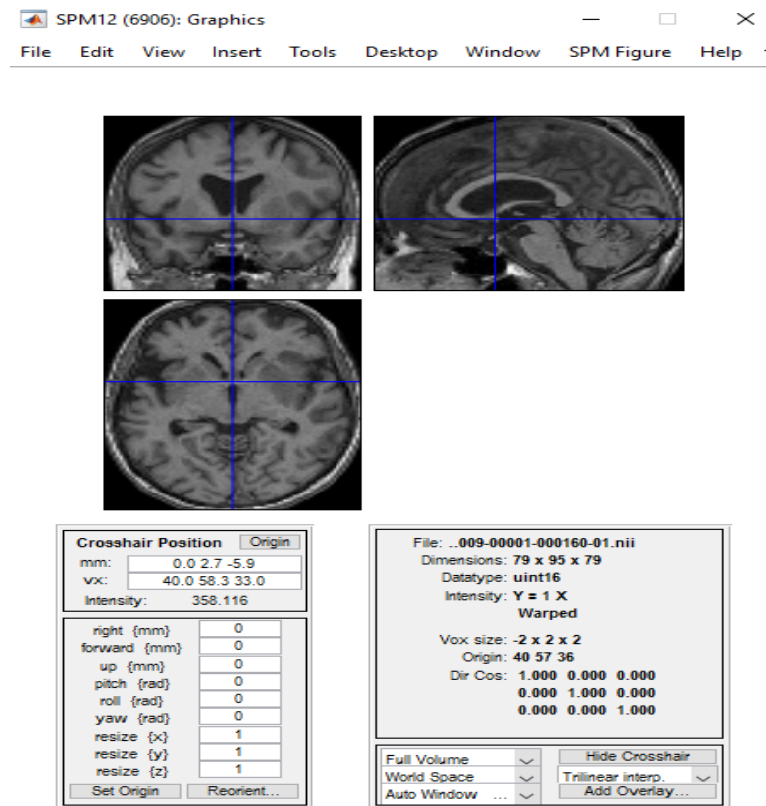 SPM12 (6906): Graphics
File Edit View Insert Tools Desktop Window SPM Figure Help
Crosshair Position Origin
mm: 0.0 2.7 -5.9
vx: 40.0 58.3 33.0
Intensity: 358.116
right {mm} 0
forward {mm} 0
up {mm} 0
pitch {rad} 0
roll {rad} 0
yaw {rad} 0
resize {x} 1
resize {y} 1
resize {z} 1
Set Origin Reorient...
File: ..009-00001-000160-01.nii
Dimensions: 79 x 95 x 79
Datatype: uint16
Intensity: Y = 1 X
Warped
Vox size: -2 x 2 x 2
Origin: 40 57 36
Dir Cos: 1.000 0.000 0.000
0.000 1.000 0.000
0.000 0.000 1.000
Full Volume Hide Crosshair
World Space Trilinear interp.
Auto Window ... Add Overlay...